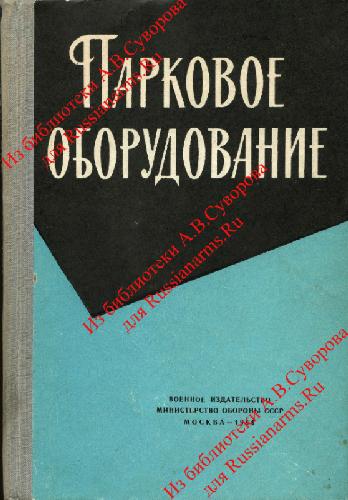 ПАРКОВОЕ
ОБОРУДОВАНИЕ
Из библиотеки А.В.Суворова
для Russianarms.Ru
Из библиотеки А.В.Суворова
для Russianarms.Ru
ВОЕННОЕ ИЗДАТЕЛЬСТВО
МИНИСТЕРСТВО ОБОРОНЫ СССР
МОСКВА —
Из библиотеки А.В.Суворова
для Russianarms.Ru